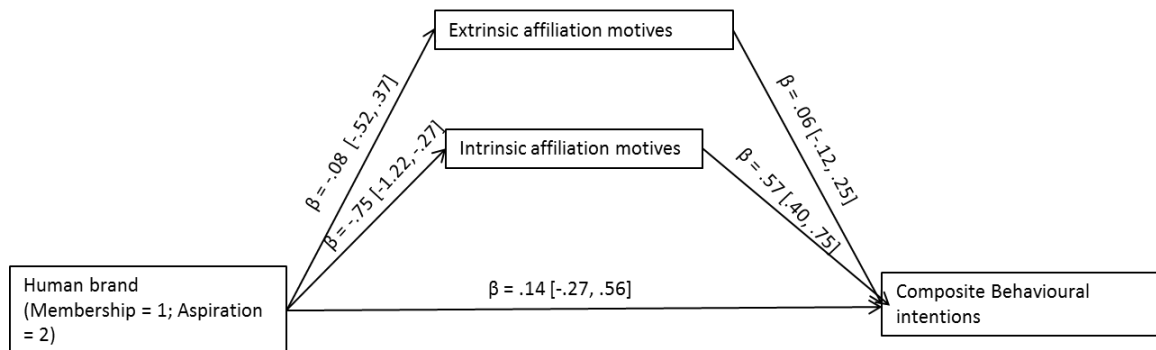 Extrinsic affiliation motives
β = -.08 [-.52, .37]
β = .06 [-.12, .25]
Intrinsic affiliation motives
β = -.75 [-1.22, -.27]
β = .57 [.40, .75]
Human brand
(Membership = 1; Aspiration
= 2)
β = .14 [-.27, .56]
Composite Behavioural
intentions